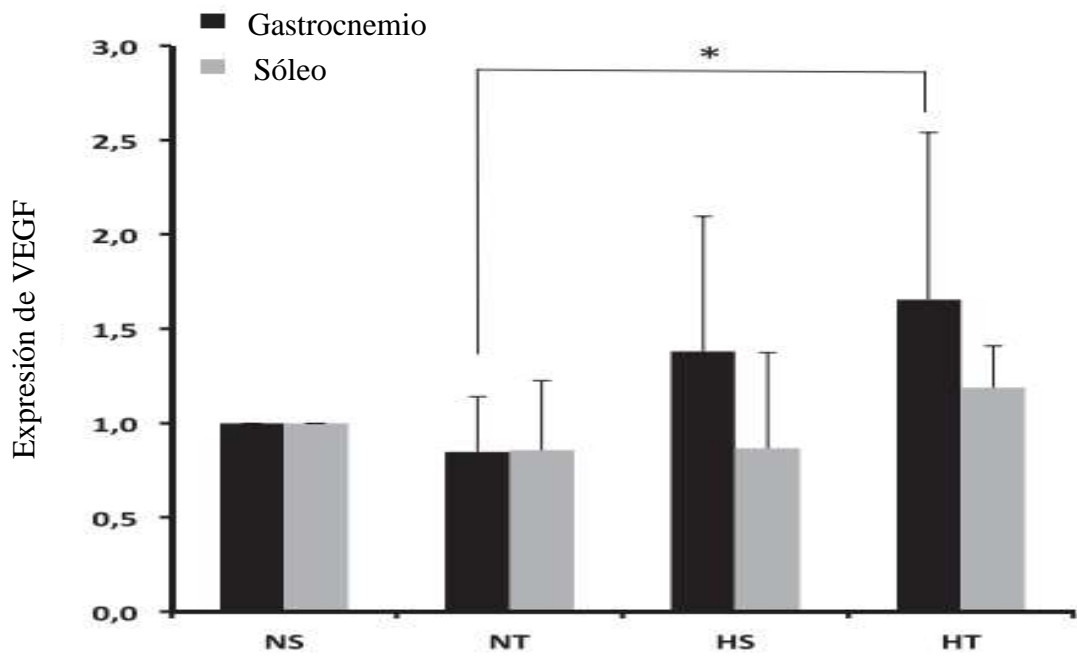 Gastrocnemio
Sóleo
*
Expresión de VEGF
3,0
2,5
2,0
1,5
1,0
0,5
0,0
NS NT HS HT